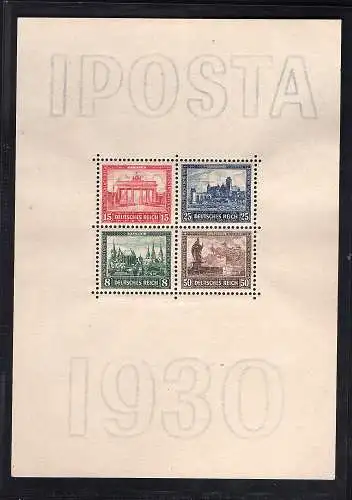 IPOSTA
15 15
DEUTSCHES REICH
25 25
DEUTSCHES REICH
8 8
DEUTSCHES REICH
50 50
DEUTSCHES REICH
1930